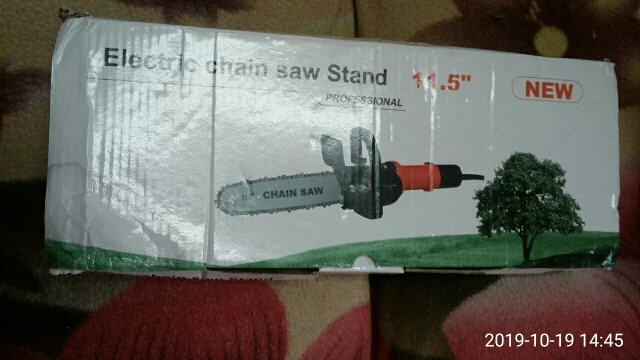 Electric chain saw Stand 11.5"
NEW
PROFESSIONAL
CHAIN SAW
2019-10-19 14:45